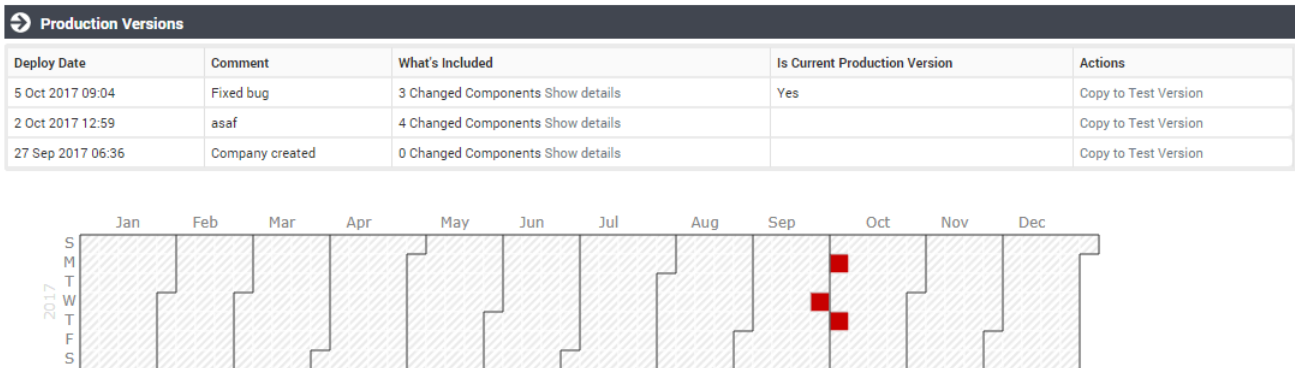 Production Versions
Deploy Date Comment What's Included Is Current Production Version Actions
5 Oct 2017 09:04 Fixed bug 3 Changed Components Show details Yes Copy to Test Version
2 Oct 2017 12:59 asaf 4 Changed Components Show details Copy to Test Version
27 Sep 2017 06:36 Company created 0 Changed Components Show details Copy to Test Version
Jan Feb Mar Apr May Jun Jul Aug Sep Oct Nov Dec
2017
S
M
T
W
T
F
S